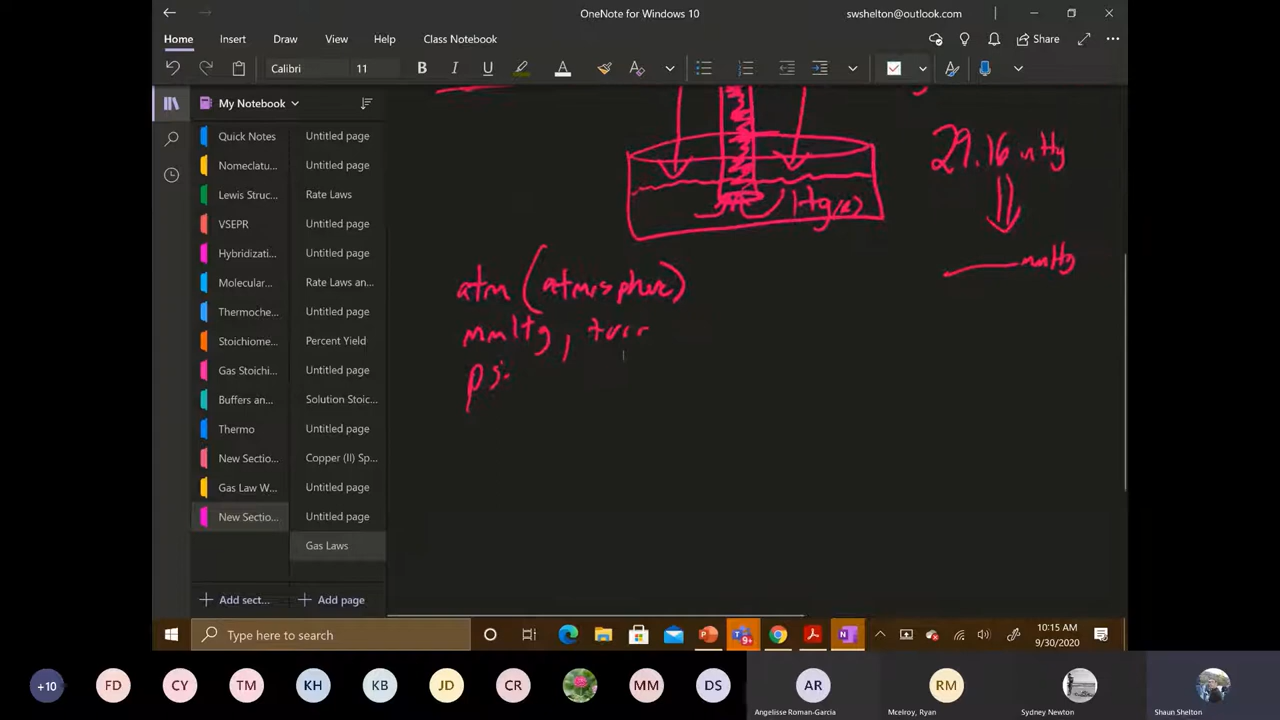 OneNote for Windows 10
swshelton@outlook.com
Home Insert Draw View Help Class Notebook
Share
Calibri 11 B I U A
My Notebook
Quick Notes
Nomeclatu...
Lewis Struc...
VSEPR
Hybridizati...
Molecular...
Thermoche...
Stoichiome...
Gas Stoichi...
Buffers an...
Thermo
New Sectio...
Gas Law W...
New Sectio...
Untitled page
Untitled page
Rate Laws
Untitled page
Untitled page
Rate Laws an...
Untitled page
Percent Yield
Untitled page
Solution Stoic...
Untitled page
Copper (II) Sp...
Untitled page
Untitled page
Gas Laws
Add sect...
Add page
Hg(l)
29.16 inHg
mmHg
atm (atmosphere)
mmHg, torr
psi
Type here to search
9+
10:15 AM
9/30/2020
+10 FD CY TM KH KB JD CR MM DS AR RM
Angelisse Roman-Garcia
Mcelroy, Ryan
Sydney Newton
Shaun Shelton